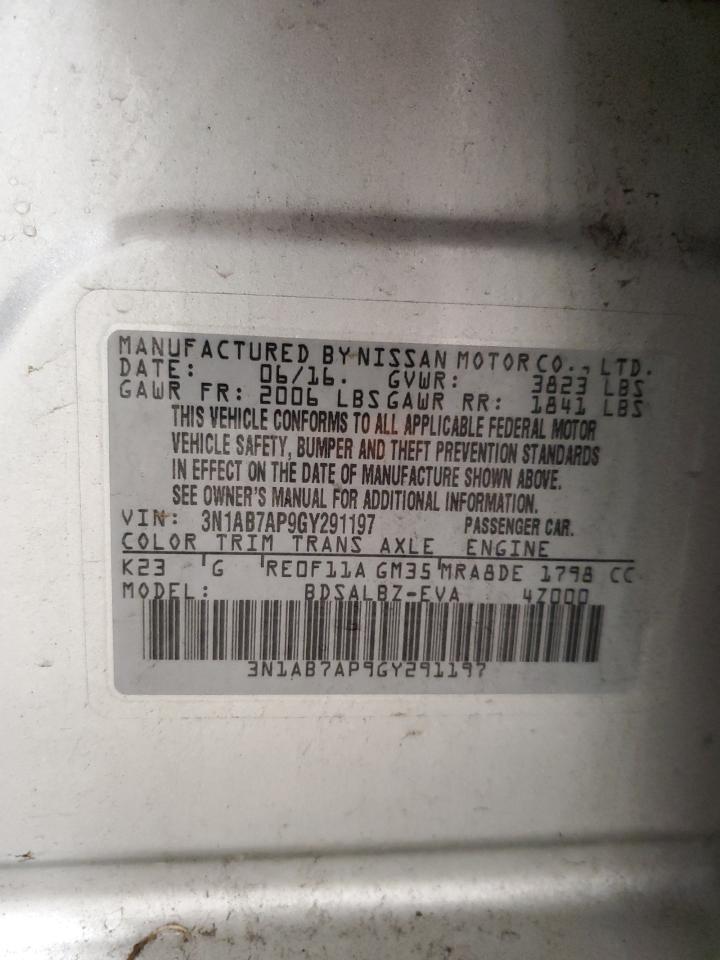 MANUFACTURED BY NISSAN MOTOR CO., LTD.
DATE: 06/16. GVWR: 3823 LBS
GAWR FR: 2006 LBS GAWR RR: 1841 LBS
THIS VEHICLE CONFORMS TO ALL APPLICABLE FEDERAL MOTOR
VEHICLE SAFETY, BUMPER AND THEFT PREVENTION STANDARDS
IN EFFECT ON THE DATE OF MANUFACTURE SHOWN ABOVE.
SEE OWNER'S MANUAL FOR ADDITIONAL INFORMATION.
VIN: 3N1AB7AP9GY291197 PASSENGER CAR.
COLOR TRIM TRANS AXLE ENGINE
K23 'G 'RE0F11A GM35'MRA8DE 1798 CC
MODEL: BDSALBZ-EVA 4Z000
3N1AB7AP9GY291197